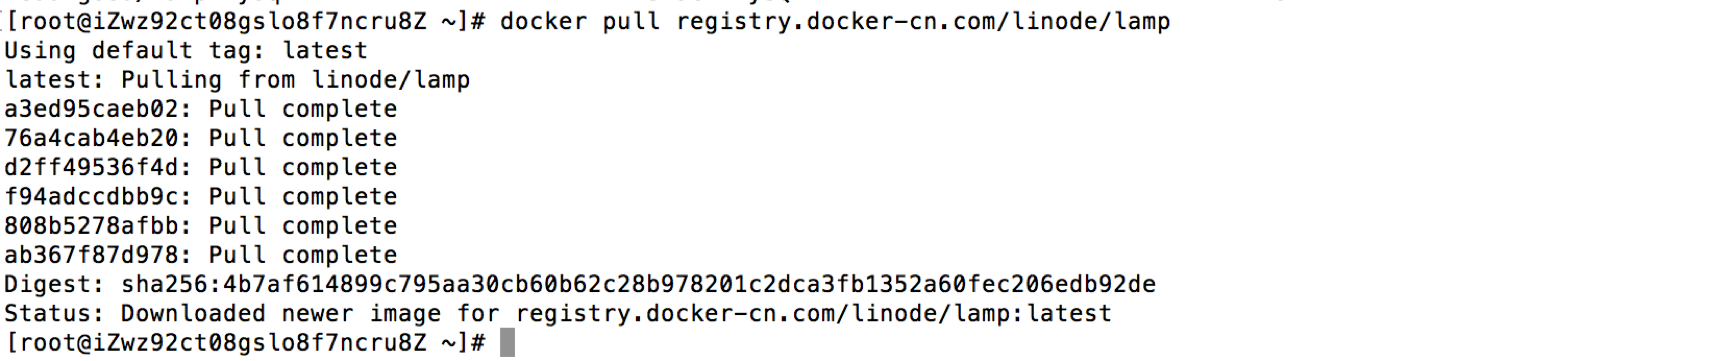 [root@iZwz92ct08gslo8f7ncru8Z ~]# docker pull registry.docker-cn.com/linode/lamp
Using default tag: latest
latest: Pulling from linode/lamp
a3ed95caeb02: Pull complete
76a4cab4eb20: Pull complete
d2ff49536f4d: Pull complete
f94adccdbb9c: Pull complete
808b5278afbb: Pull complete
ab367f87d978: Pull complete
Digest: sha256:4b7af614899c795aa30cb60b62c28b978201c2dca3fb1352a60fec206edb92de
Status: Downloaded newer image for registry.docker-cn.com/linode/lamp:latest
[root@iZwz92ct08gslo8f7ncru8Z ~]#